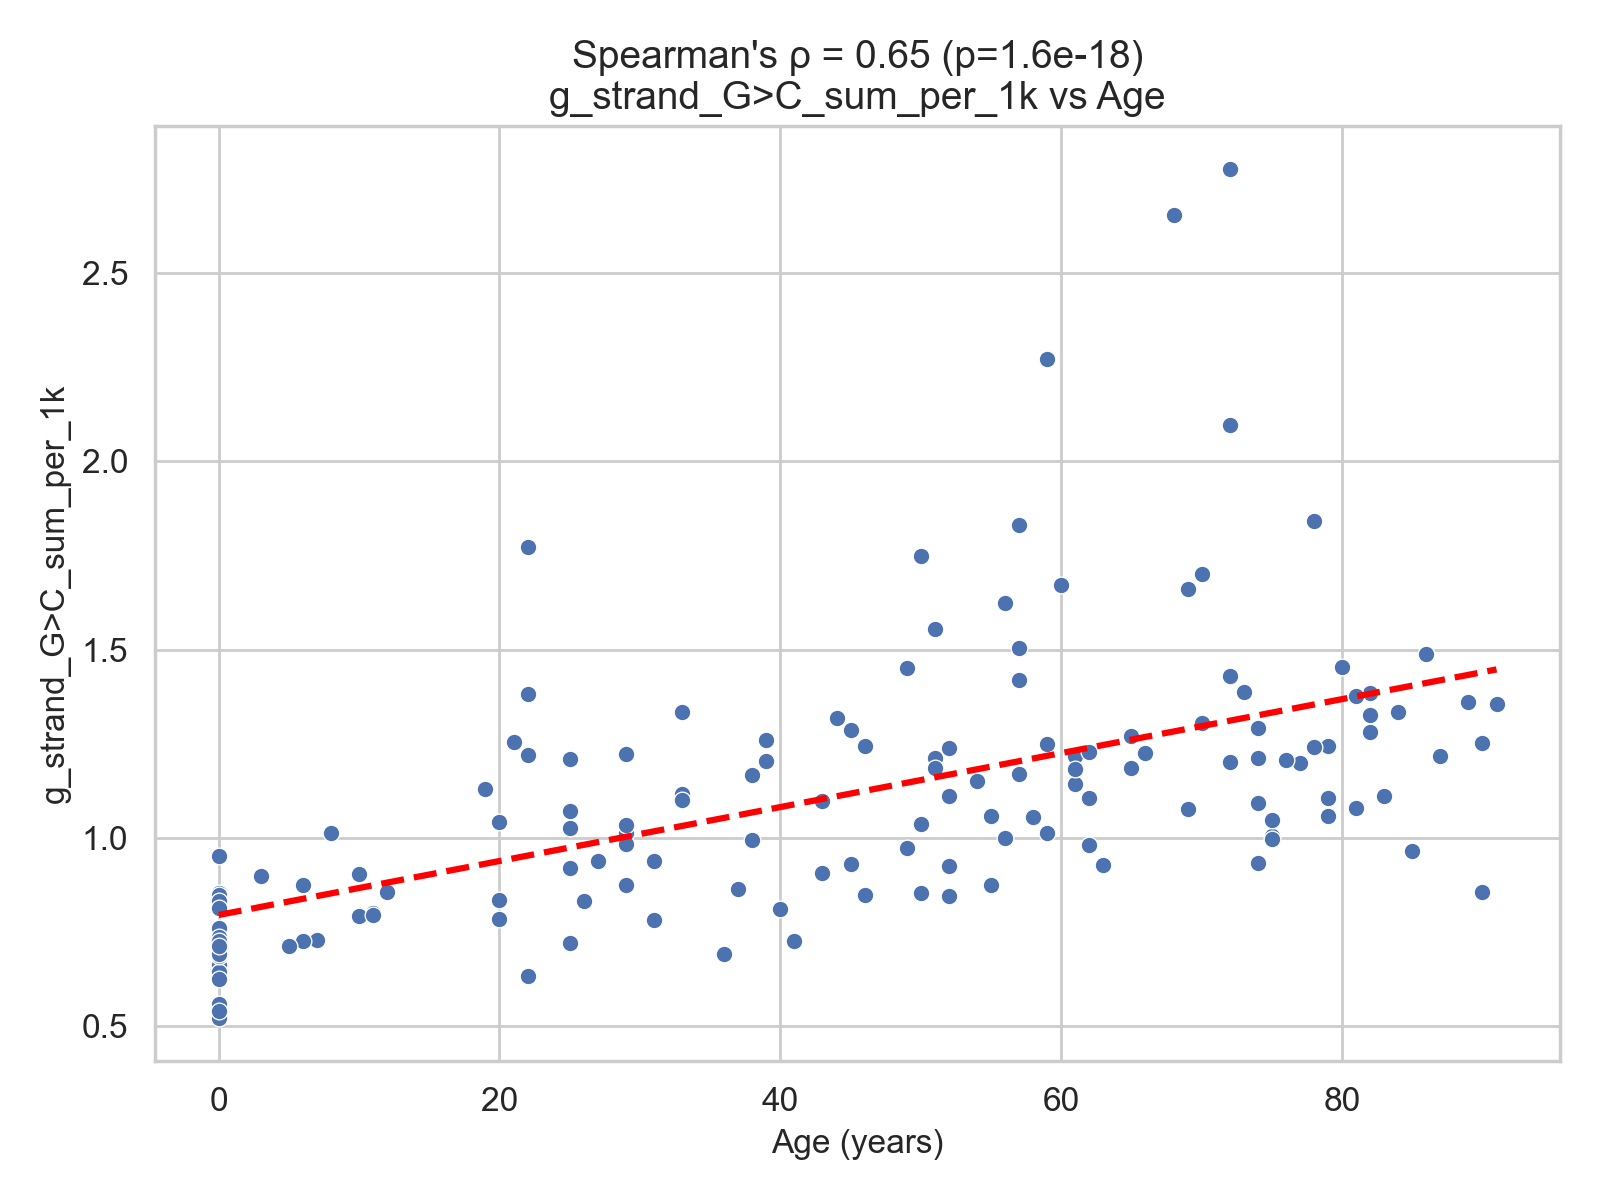 Spearman's ρ = 0.65 (p=1.6e-18)
g_strand_G>C_sum_per_1k vs Age
g_strand_G>C_sum_per_1k
2.5
2.0
1.5
1.0
0.5
0
20
40
60
80
Age (years)